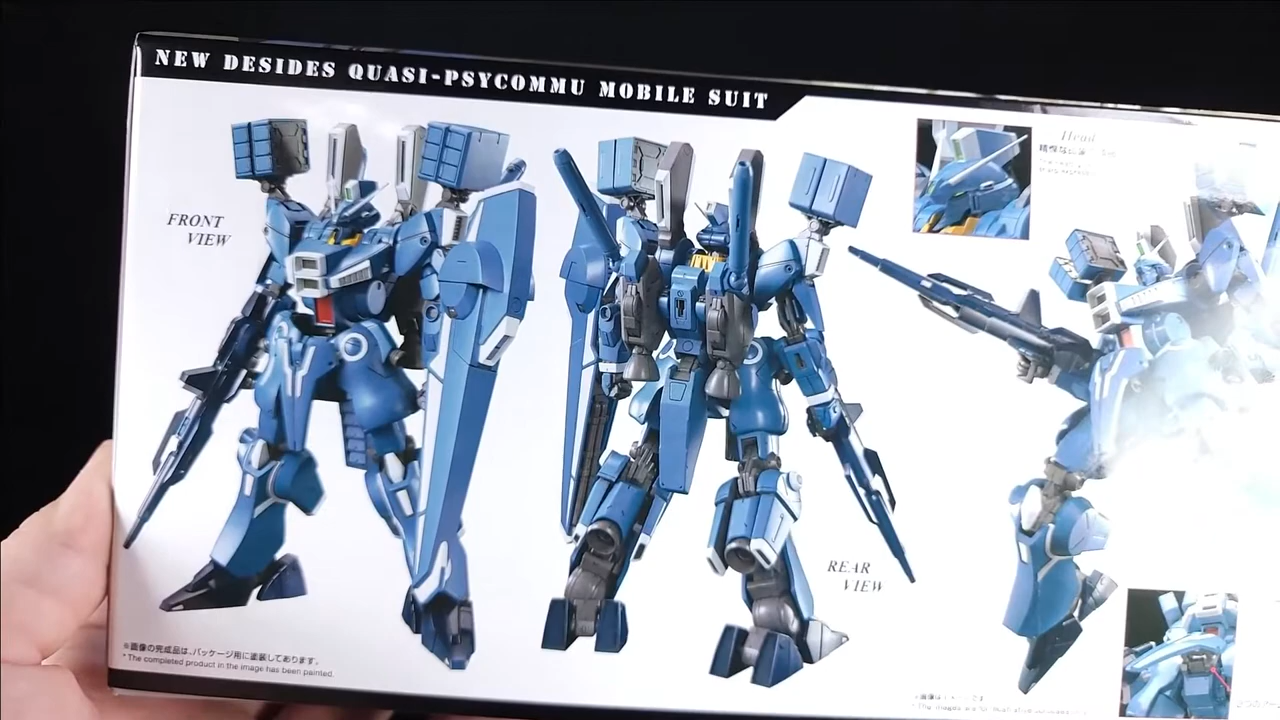 NEW DESIDES QUASI-PSYCOMMU MOBILE SUIT
FRONT
VIEW
Head
REAR
VIEW
※画像の完成品は、パッケージ用に塗装してあります。
* The completed product in the image has been painted.